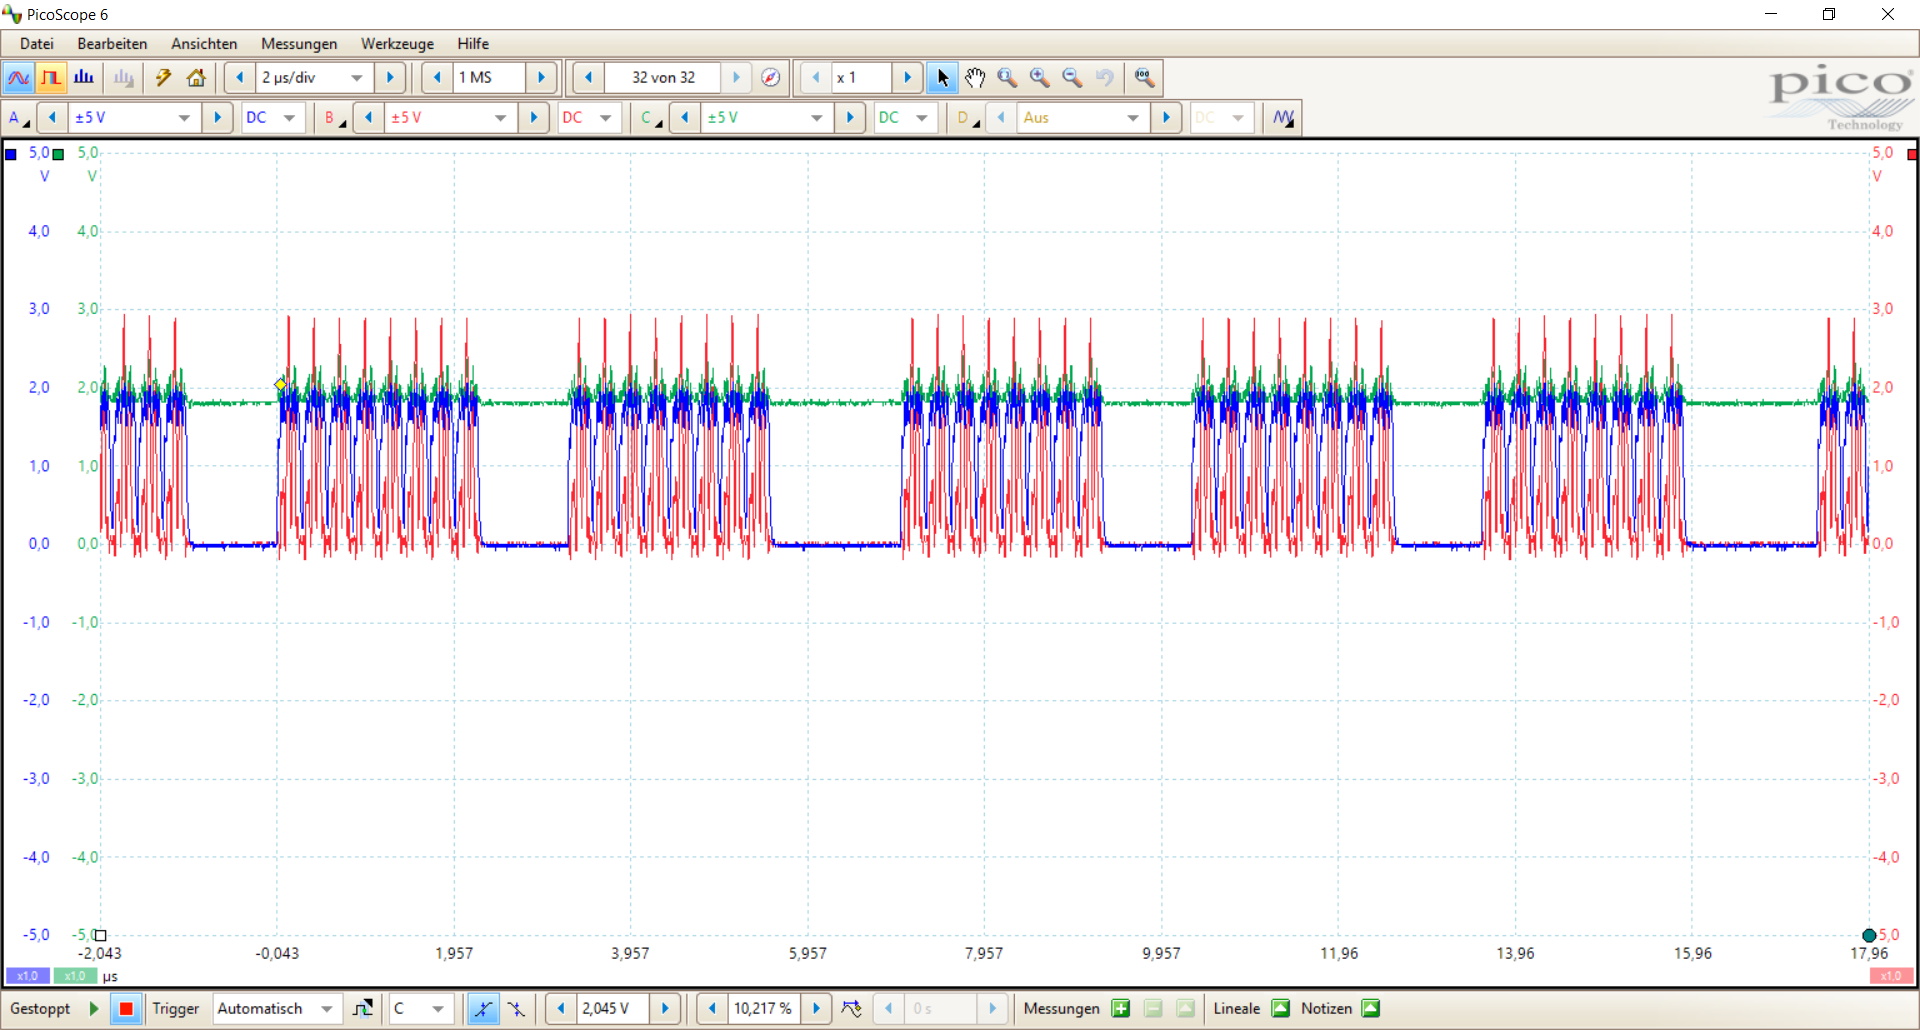 PicoScope 6
Datei Bearbeiten Ansichten Messungen Werkzeuge Hilfe
2 µs/div 1 MS 32 von 32 x 1
pico
Technology
A ±5 V DC B ±5 V DC C ±5 V DC D Aus DC
5,0 5,0 5,0
V V V
4,0 4,0 4,0
3,0 3,0 3,0
2,0 2,0 2,0
1,0 1,0 1,0
0,0 0,0 0,0
-1,0 -1,0 -1,0
-2,0 -2,0 -2,0
-3,0 -3,0 -3,0
-4,0 -4,0 -4,0
-5,0 -5,0 5,0
-2,043 -0,043 1,957 3,957 5,957 7,957 9,957 11,96 13,96 15,96 17,96
x1,0 x1,0 µs x1,0
Gestoppt Trigger Automatisch C 2,045 V 10,217 % 0 s Messungen Lineale Notizen